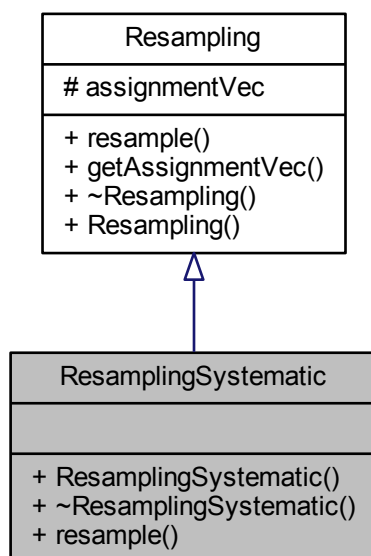 Resampling
# assignmentVec
+ resample()
+ getAssignmentVec()
+ ~Resampling()
+ Resampling()
ResamplingSystematic
+ ResamplingSystematic()
+ ~ResamplingSystematic()
+ resample()